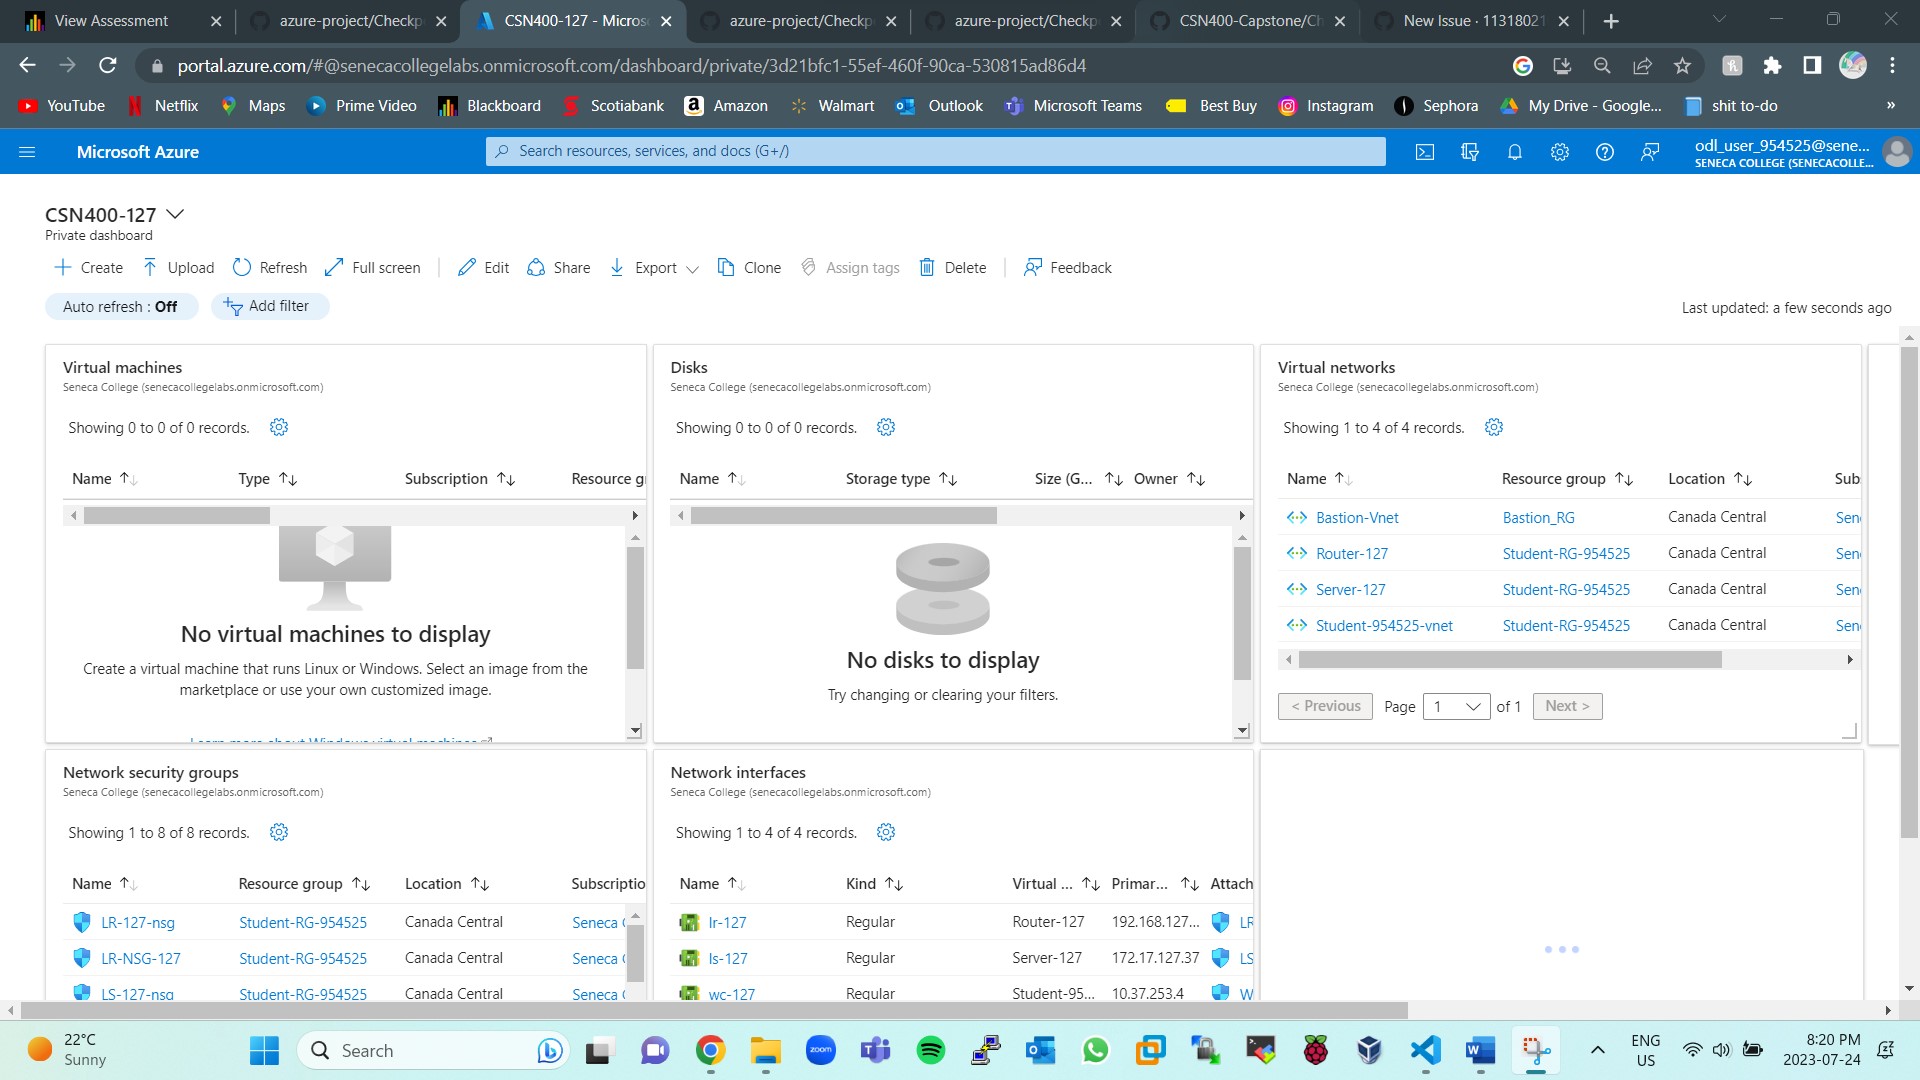 View Assessment
azure-project/Checkp
CSN400-127 - Micros
azure-project/Checkp
azure-project/Checkp
CSN400-Capstone/Ch
New Issue · 11318021
portal.azure.com/#@senecacollegelabs.onmicrosoft.com/dashboard/private/3d21bfc1-55ef-460f-90ca-530815ad86d4
YouTube
Netflix
Maps
Prime Video
Blackboard
Scotiabank
Amazon
Walmart
Outlook
Microsoft Teams
Best Buy
Instagram
Sephora
My Drive - Google...
shit to-do
»
Microsoft Azure
Search resources, services, and docs (G+/)
odl_user_954525@sene...
SENECA COLLEGE (SENECACOLLE...
CSN400-127
Private dashboard
Create
Upload
Refresh
Full screen
Edit
Share
Export
Clone
Assign tags
Delete
Feedback
Auto refresh : Off
Add filter
Last updated: a few seconds ago
Virtual machines
Seneca College (senecacollegelabs.onmicrosoft.com)
Showing 0 to 0 of 0 records.
Name Type Subscription Resource g
No virtual machines to display
Create a virtual machine that runs Linux or Windows. Select an image from the
marketplace or use your own customized image.
Learn more about Windows virtual machines
Disks
Seneca College (senecacollegelabs.onmicrosoft.com)
Showing 0 to 0 of 0 records.
Name Storage type Size (G... Owner
No disks to display
Try changing or clearing your filters.
Virtual networks
Seneca College (senecacollegelabs.onmicrosoft.com)
Showing 1 to 4 of 4 records.
Name Resource group Location Sub
Bastion-Vnet Bastion_RG Canada Central Sen
Router-127 Student-RG-954525 Canada Central Sen
Server-127 Student-RG-954525 Canada Central Sen
Student-954525-vnet Student-RG-954525 Canada Central Sen
< Previous Page 1 of 1 Next >
Network security groups
Seneca College (senecacollegelabs.onmicrosoft.com)
Showing 1 to 8 of 8 records.
Name Resource group Location Subscriptio
LR-127-nsg Student-RG-954525 Canada Central Seneca
LR-NSG-127 Student-RG-954525 Canada Central Seneca
LS-127-nsg Student-RG-954525 Canada Central Seneca
Network interfaces
Seneca College (senecacollegelabs.onmicrosoft.com)
Showing 1 to 4 of 4 records.
Name Kind Virtual ... Primar... Attach
lr-127 Regular Router-127 192.168.127... LR
ls-127 Regular Server-127 172.17.127.37 LS
wc-127 Regular Student-95... 10.37.253.4 W
22°C
Sunny
Search
zoom
ENG
US
8:20 PM
2023-07-24